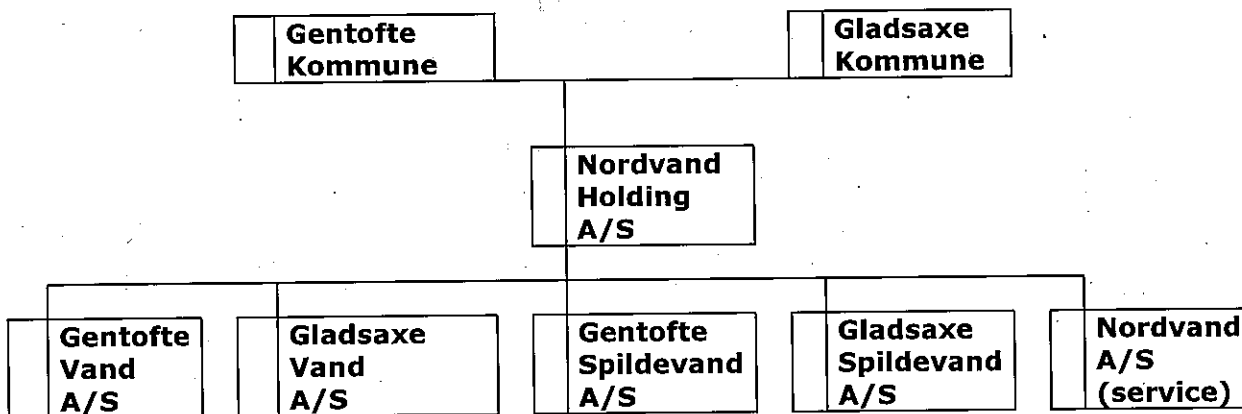 Gentofte
Kommune
Gladsaxe
Kommune
Nordvand
Holding
A/S
Gentofte
Vand
A/S
Gladsaxe
Vand
A/S
Gentofte
Spildevand
A/S
Gladsaxe
Spildevand
A/S
Nordvand
A/S
(service)